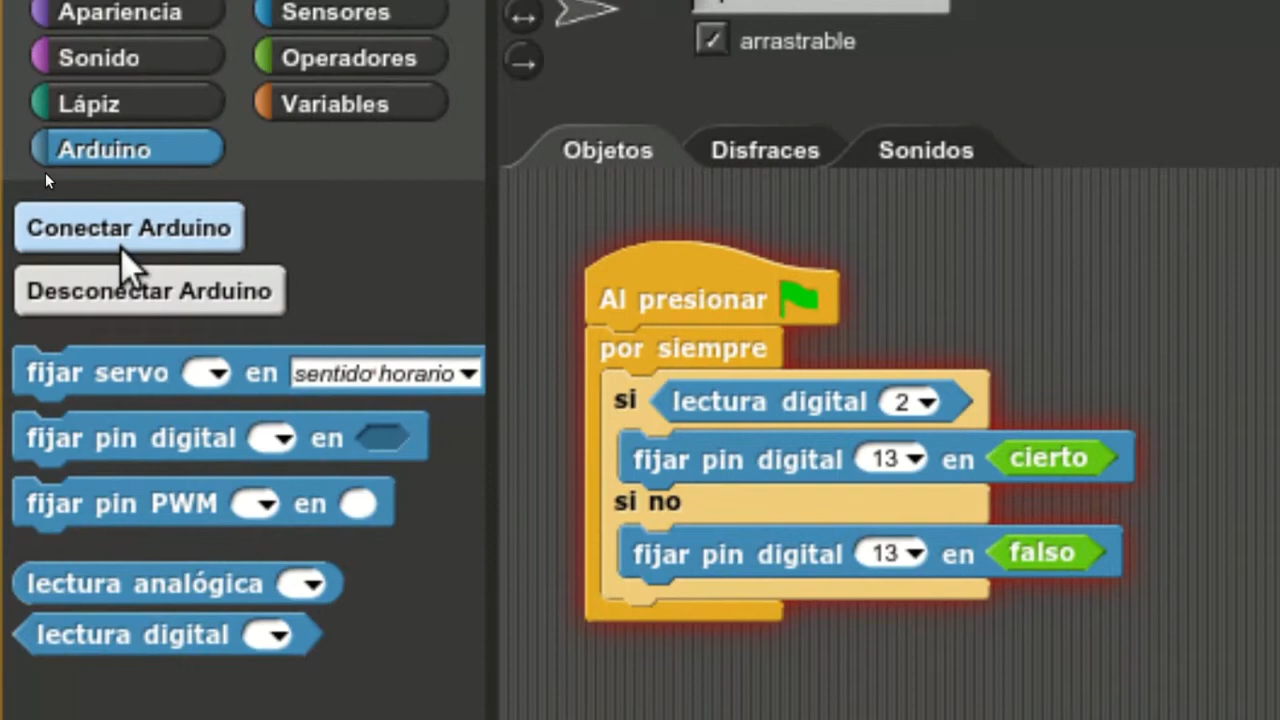 Apariencia
Sensores
Sonido
Operadores
Lápiz
Variables
Arduino
Conectar Arduino
Desconectar Arduino
fijar servo en sentido horario
fijar pin digital en
fijar pin PWM en
lectura analógica
lectura digital
arrastrable
Objetos
Disfraces
Sonidos
Al presionar
por siempre
si lectura digital 2
fijar pin digital 13 en cierto
si no
fijar pin digital 13 en falso